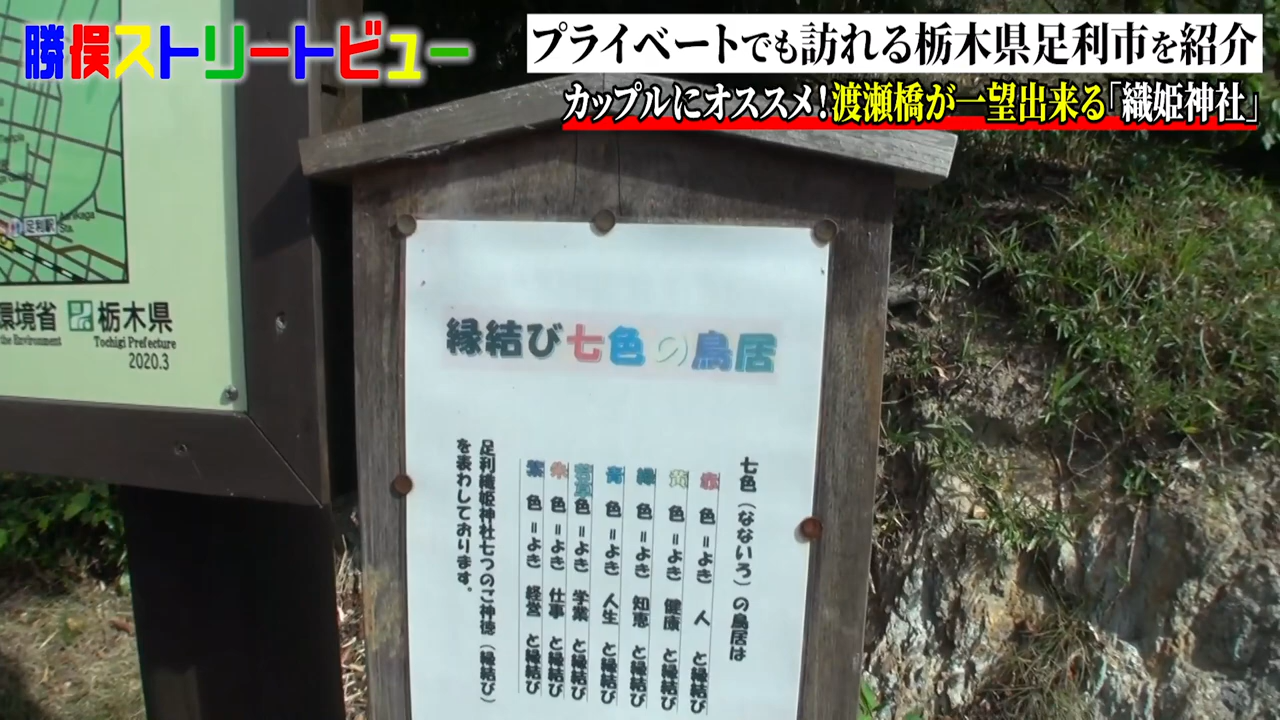 勝俣ストリートビュー
プライベートでも訪れる栃木県足利市を紹介
カップルにオススメ!渡瀬橋が一望出来る「織姫神社」
足利駅
Ashikaga Sta.
環境省
栃木県
the Environment
Tochigi Prefecture
2020.3
縁結び七色の鳥居
七色(なないろ)の鳥居は
赤色=よき 人 と縁結び
黄色=よき 健康 と縁結び
緑色=よき 知恵 と縁結び
青色=よき 人生 と縁結び
若草色=よき 学業 と縁結び
朱色=よき 仕事 と縁結び
紫色=よき 経営 と縁結び
足利織姫神社七つのご神徳(縁結び)
を表わしております。